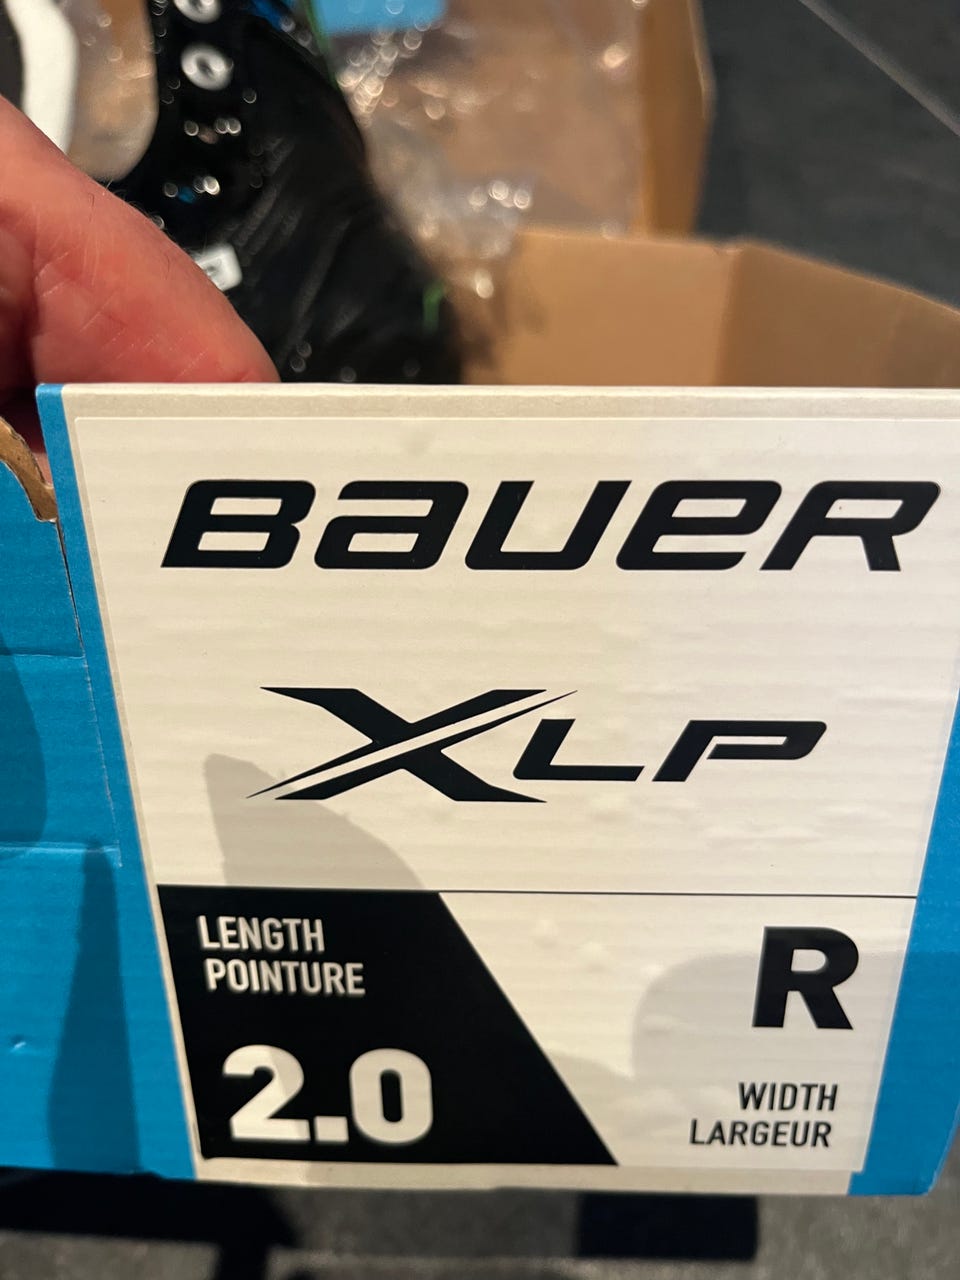 BAUER
XLP
LENGTH
POINTURE
2.0
R
WIDTH
LARGEUR